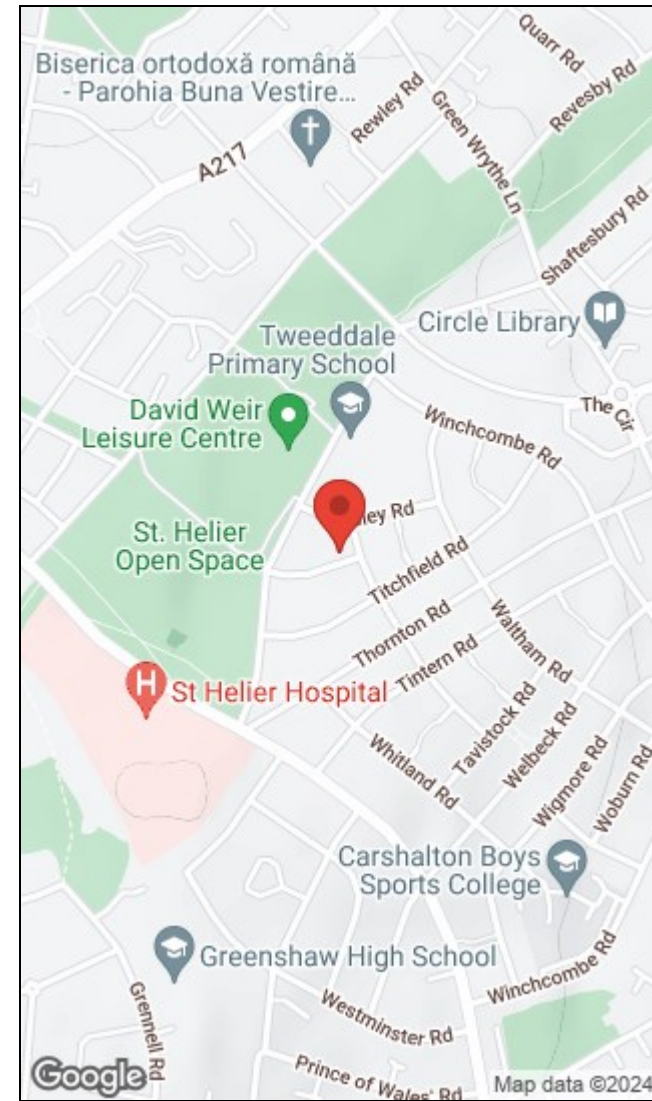 Quarr Rd
Biserica ortodoxă română
- Parohia Buna Vestire...
Rewley Rd
Revesby Rd
Green Wrythe Ln
A217
Shaftesbury Rd
Circle Library
Tweeddale
Primary School
The Cir
David Weir
Leisure Centre
Winchcombe Rd
ley Rd
St. Helier
Open Space
Titchfield Rd
Thornton Rd
Waltham Rd
Tintern Rd
St Helier Hospital
Tavistock Rd
Welbeck Rd
Whitland Rd
Wigmore Rd
Woburn Rd
Carshalton Boys
Sports College
Greenshaw High School
Winchcombe Rd
Grennell Rd
Westminster Rd
Prince of Wales' Rd
Google
Map data ©2024